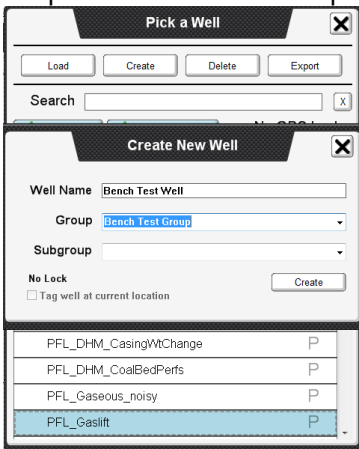 Pick a Well
Load
Create
Delete
Export
Search
X
Create New Well
Well Name
Bench Test Well
Group
Bench Test Group
Subgroup
No Lock
Create
Tag well at current location
PFL_DHM_CasingWtChange P
PFL_DHM_CoalBedPerfs P
PFL_Gaseous_noisy P
PFL_Gaslift P